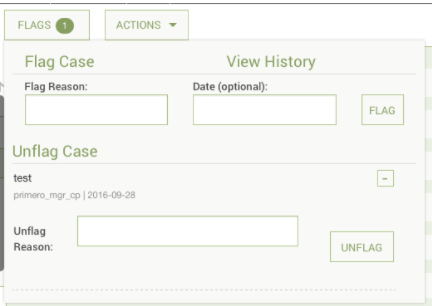 FLAGS 1 ACTIONS
Flag Case View History
Flag Reason: Date (optional):
FLAG
Unflag Case
test
-
primero_mgr_cp | 2016-09-28
Unflag
Reason:
UNFLAG